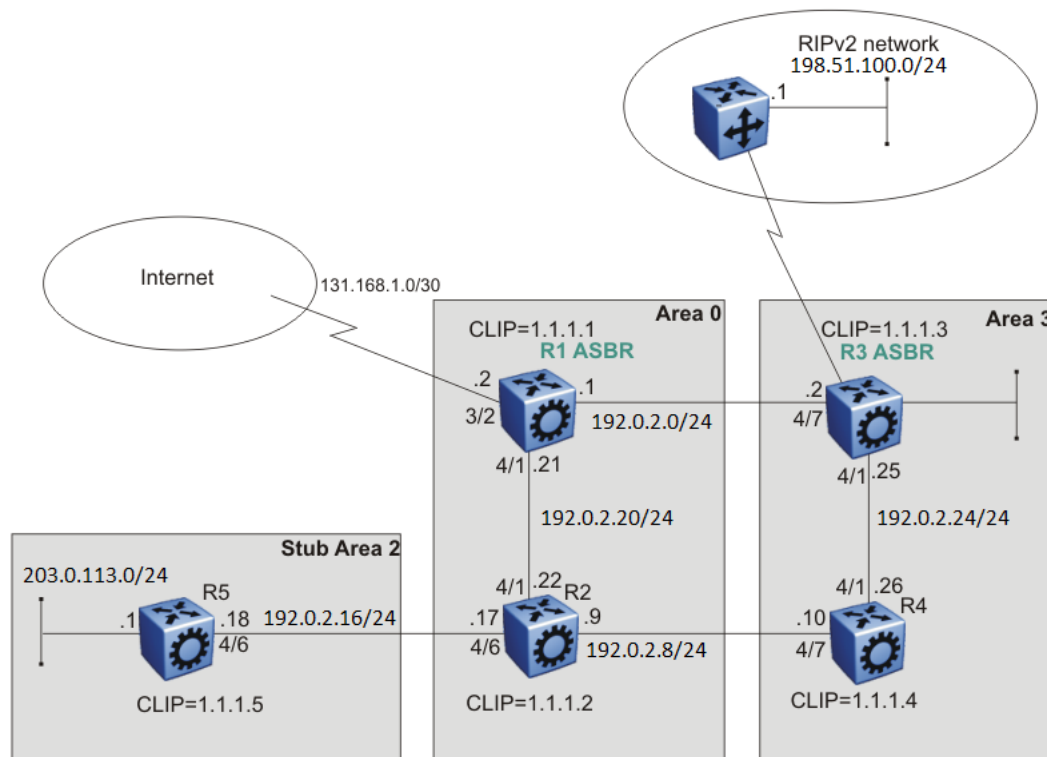 RIPv2 network
198.51.100.0/24
.1
Internet
131.168.1.0/30
Area 0
CLIP=1.1.1.1
R1 ASBR
.2
3/2
.1
192.0.2.0/24
4/1
.21
192.0.2.20/24
Area 3
CLIP=1.1.1.3
R3 ASBR
.2
4/7
4/1
.25
192.0.2.24/24
Stub Area 2
203.0.113.0/24
R5
.1
.18
4/6
192.0.2.16/24
CLIP=1.1.1.5
4/1
.22
R2
.17
4/6
.9
192.0.2.8/24
CLIP=1.1.1.2
4/1
.26
R4
.10
4/7
CLIP=1.1.1.4